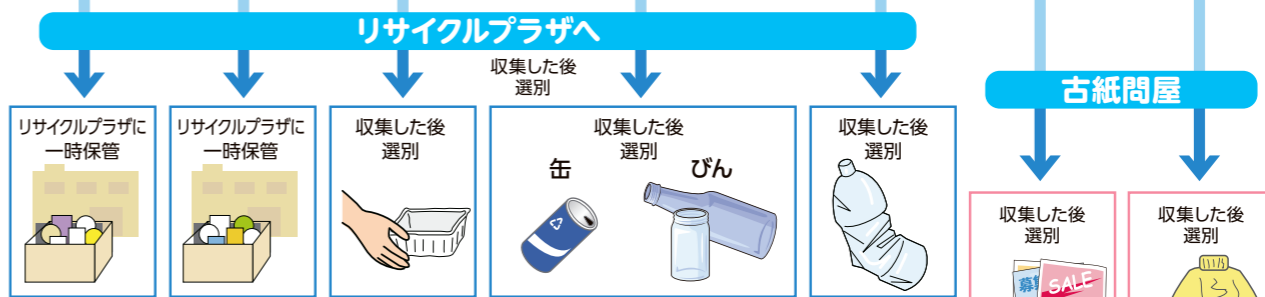 リサイクルプラザへ
収集した後
選別
古紙問屋
リサイクルプラザに
一時保管
リサイクルプラザに
一時保管
収集した後
選別
収集した後
選別
缶
びん
収集した後
選別
収集した後
選別
募集
SALE
収集した後
選別